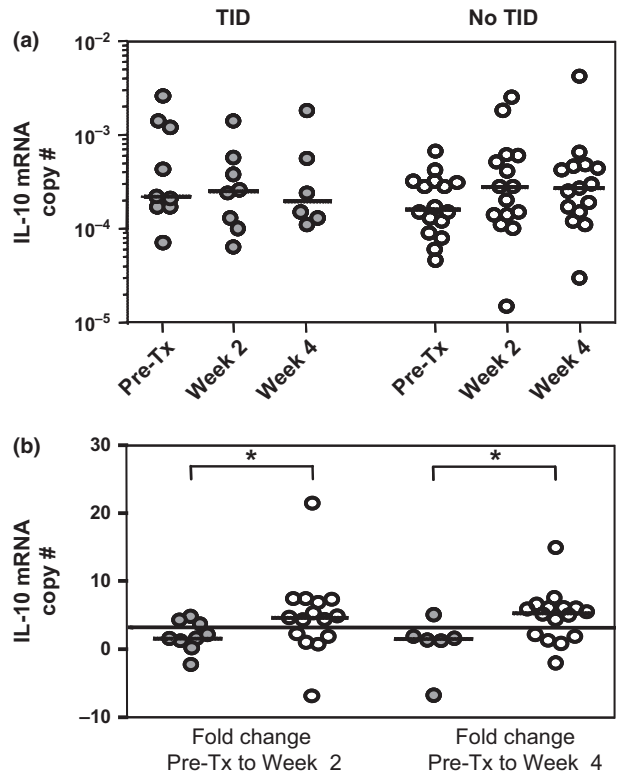 TID No TID
(a)
IL-10 mRNA
copy #
10−2
10−3
10−4
10−5
Pre-Tx Week 2 Week 4 Pre-Tx Week 2 Week 4
(b)
IL-10 mRNA
copy #
30
20
10
0
−10
* *
Fold change Fold change
Pre-Tx to Week 2 Pre-Tx to Week 4